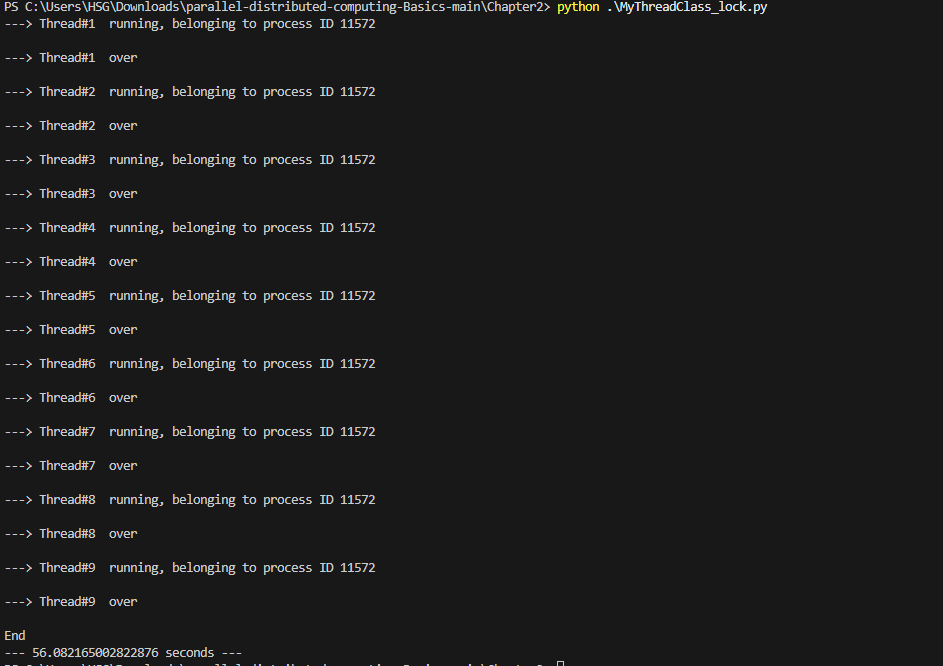 PS C:\Users\HSG\Downloads\parallel-distributed-computing-Basics-main\Chapter2> python .\MyThreadClass_lock.py
---> Thread#1  running, belonging to process ID 11572
---> Thread#1  over
---> Thread#2  running, belonging to process ID 11572
---> Thread#2  over
---> Thread#3  running, belonging to process ID 11572
---> Thread#3  over
---> Thread#4  running, belonging to process ID 11572
---> Thread#4  over
---> Thread#5  running, belonging to process ID 11572
---> Thread#5  over
---> Thread#6  running, belonging to process ID 11572
---> Thread#6  over
---> Thread#7  running, belonging to process ID 11572
---> Thread#7  over
---> Thread#8  running, belonging to process ID 11572
---> Thread#8  over
---> Thread#9  running, belonging to process ID 11572
---> Thread#9  over
End
--- 56.082165002822876 seconds ---